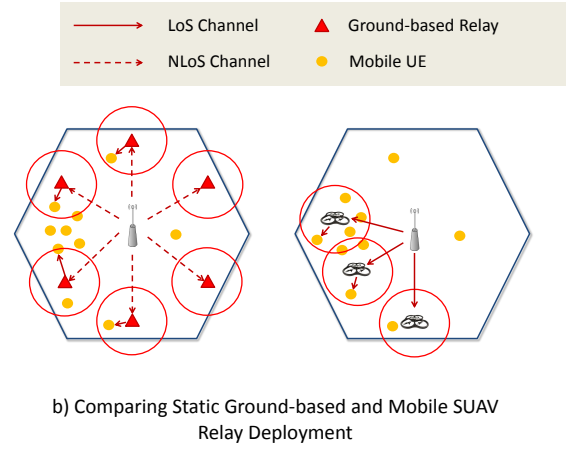 LoS Channel
Ground-based Relay
NLoS Channel
Mobile UE
b) Comparing Static Ground-based and Mobile SUAV
Relay Deployment